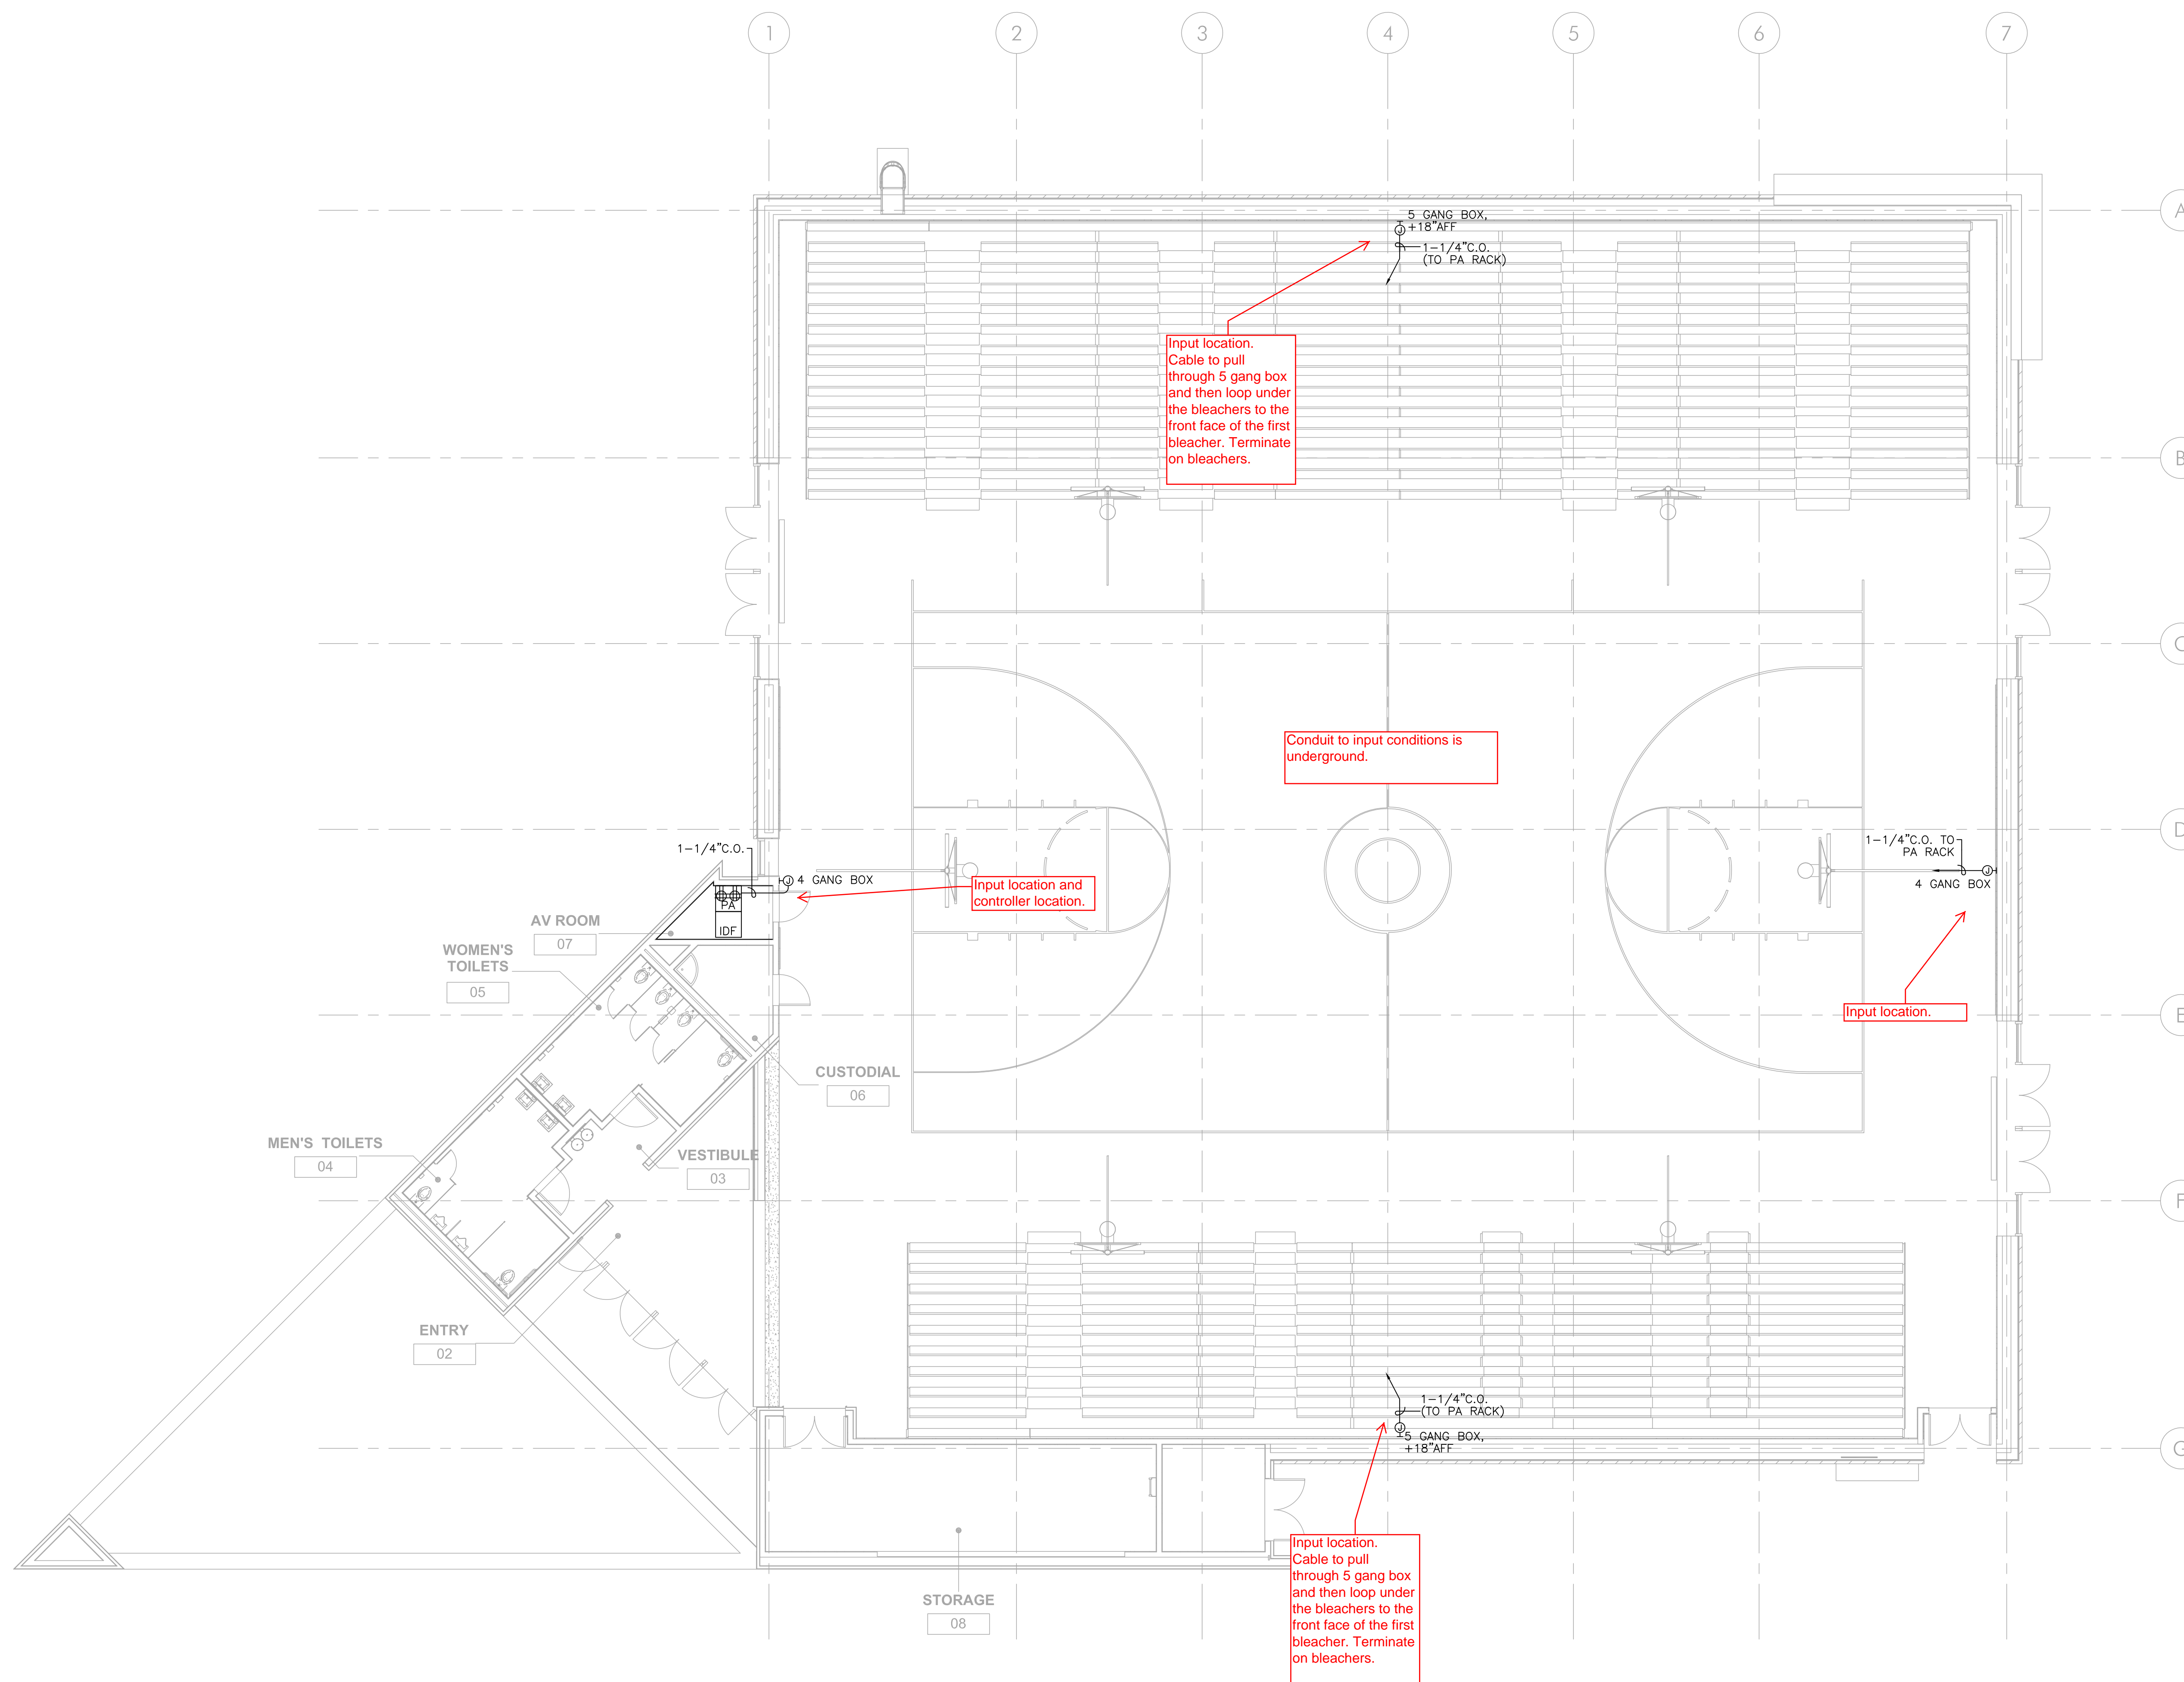 1
2
3
4
5
6
7
A
5 GANG BOX,
+18"AFF
1-1/4"C.O.
(TO PA RACK)
Input location.
Cable to pull
through 5 gang box
and then loop under
the bleachers to the
front face of the first
bleacher. Terminate
on bleachers.
B
C
Conduit to input conditions is
underground.
D
1-1/4"C.O.
J 4 GANG BOX
PA
IDF
Input location and
controller location.
1-1/4"C.O. TO
PA RACK
J
4 GANG BOX
Input location.
AV ROOM
07
WOMEN'S
TOILETS
05
E
CUSTODIAL
06
MEN'S TOILETS
04
VESTIBULE
03
F
ENTRY
02
1-1/4"C.O.
(TO PA RACK)
J
5 GANG BOX,
+18"AFF
G
Input location.
Cable to pull
through 5 gang box
and then loop under
the bleachers to the
front face of the first
bleacher. Terminate
on bleachers.
STORAGE
08